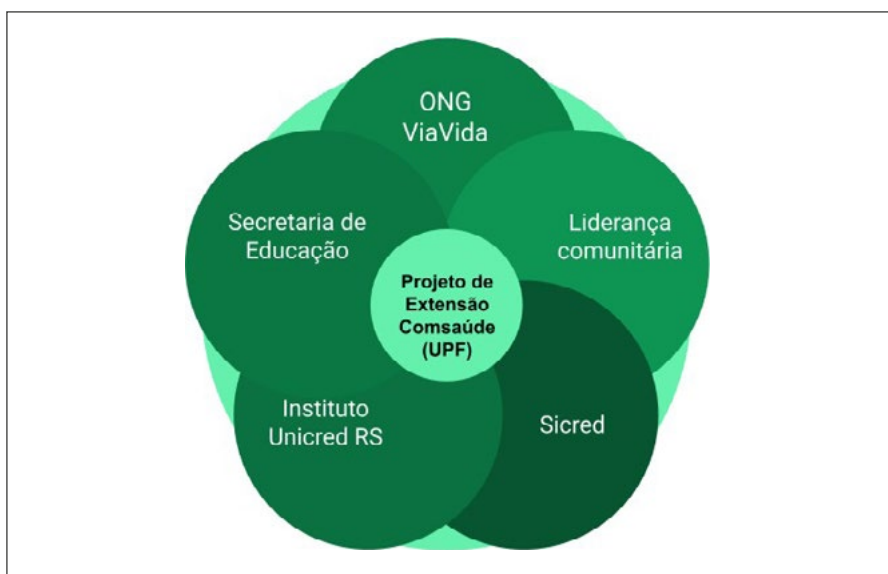 ONG
ViaVida
Secretaria de
Educação
Liderança
comunitária
Projeto de
Extensão
Comsaúde
(UPF)
Instituto
Unicred RS
Sicred